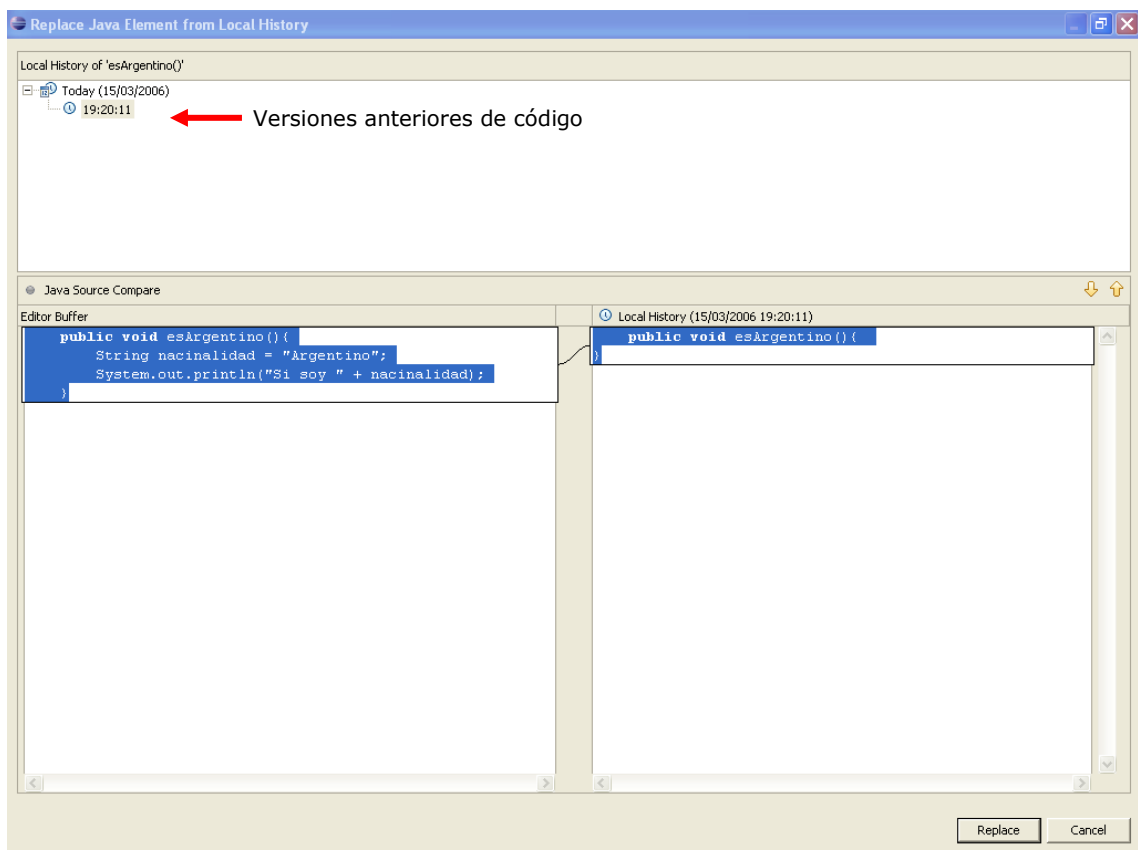 Replace Java Element from Local History
Local History of 'esArgentino()'
Today (15/03/2006)
19:20:11
Versiones anteriores de código
Java Source Compare
Editor Buffer
Local History (15/03/2006 19:20:11)
public void esArgentino(){
String nacinalidad = "Argentino";
System.out.println("Si soy " + nacinalidad);
}
public void esArgentino(){
}
Replace
Cancel